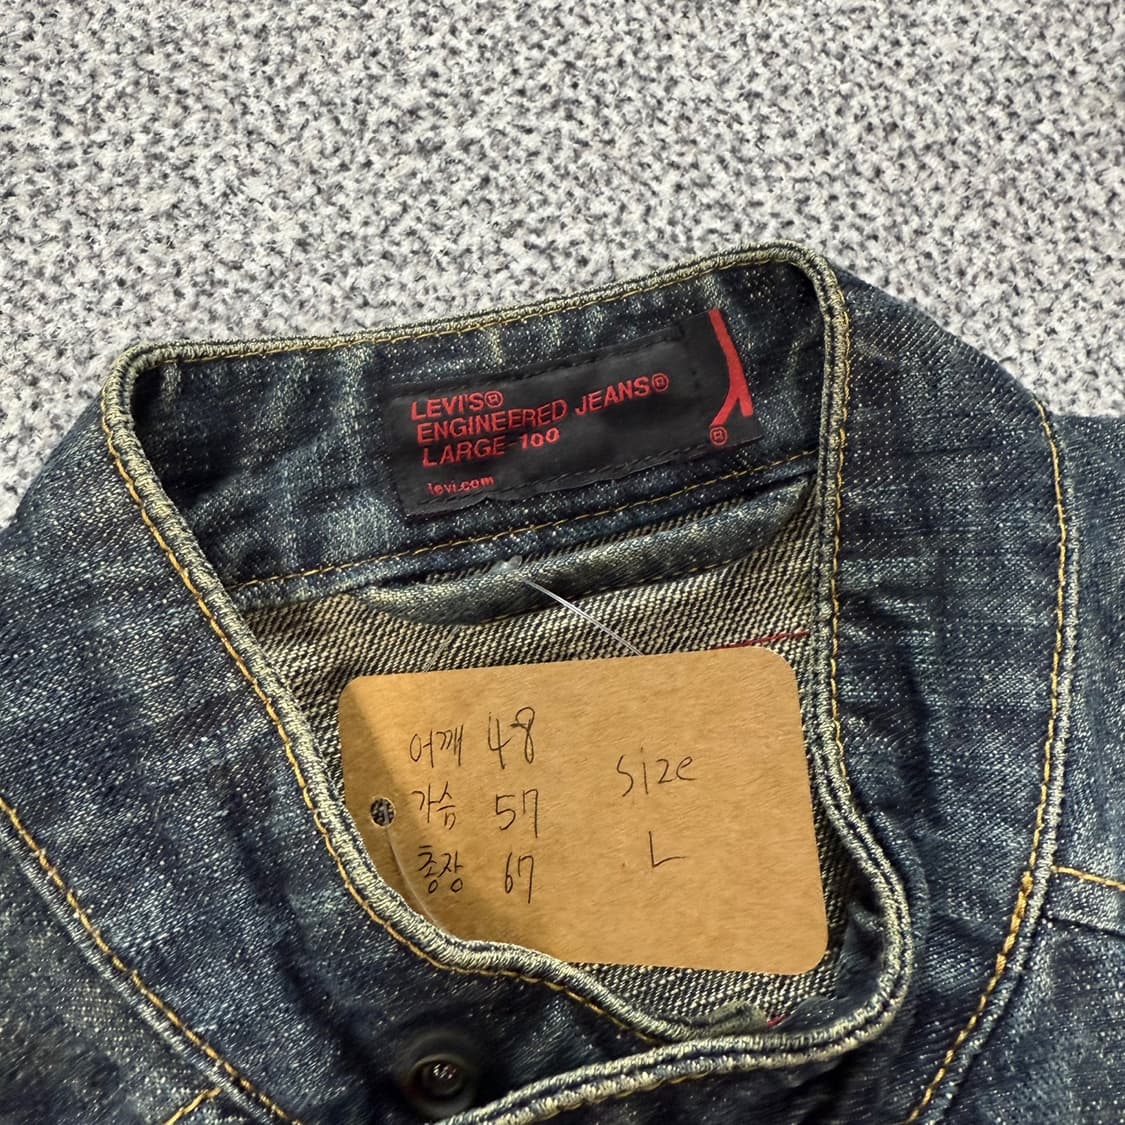 LEVI'S®
ENGINEERED JEANS®
LARGE-100
levi.com
®
어깨 48
가슴 57
총장 67
Size
L